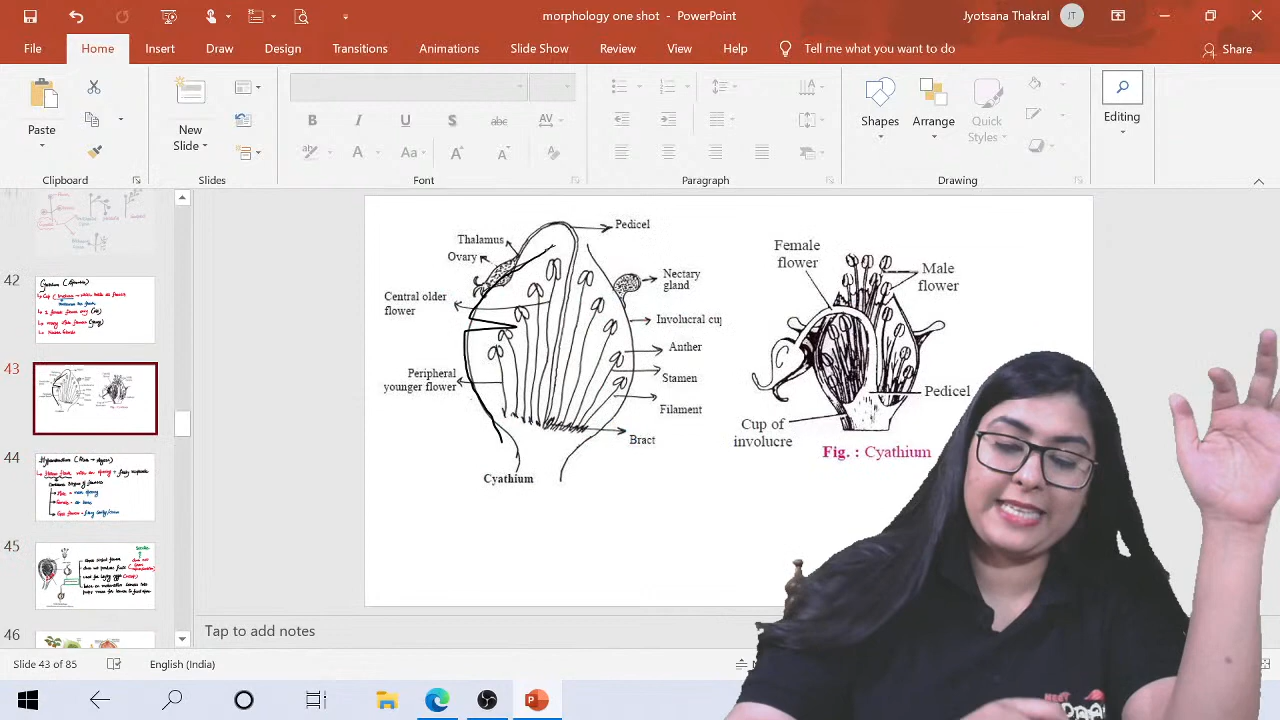 morphology one shot - PowerPoint
Jyotsana Thakral
JT
File
Home
Insert
Draw
Design
Transitions
Animations
Slide Show
Review
View
Help
Tell me what you want to do
Share
Paste
New
Slide
Shapes
Arrange
Quick
Styles
Editing
Clipboard
Slides
Font
Paragraph
Drawing
42
43
44
45
46
Pedicel
Thalamus
Ovary
Nectary
gland
Central older
flower
Involucral cup
Anther
Peripheral
younger flower
Stamen
Filament
Bract
Cyathium
Female
flower
Male
flower
Pedicel
Cup of
involucre
Fig. : Cyathium
Tap to add notes
Slide 43 of 85
English (India)
NEET